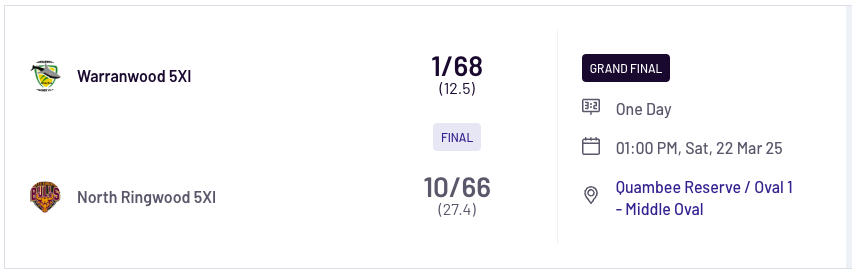 Warranwood 5XI
1/68
(12.5)
FINAL
North Ringwood 5XI
10/66
(27.4)
GRAND FINAL
One Day
01:00 PM, Sat, 22 Mar 25
Quambee Reserve / Oval 1
- Middle Oval